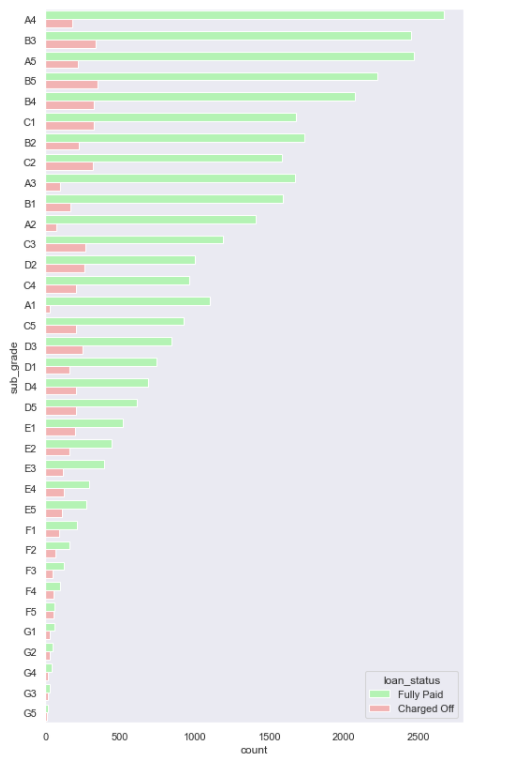 A4
B3
A5
B5
B4
C1
B2
C2
A3
B1
A2
C3
D2
C4
A1
C5
D3
D1
D4
D5
E1
E2
E3
E4
E5
F1
F2
F3
F4
F5
G1
G2
G4
G3
G5
sub_grade
0 500 1000 1500 2000 2500
count
loan_status
Fully Paid
Charged Off